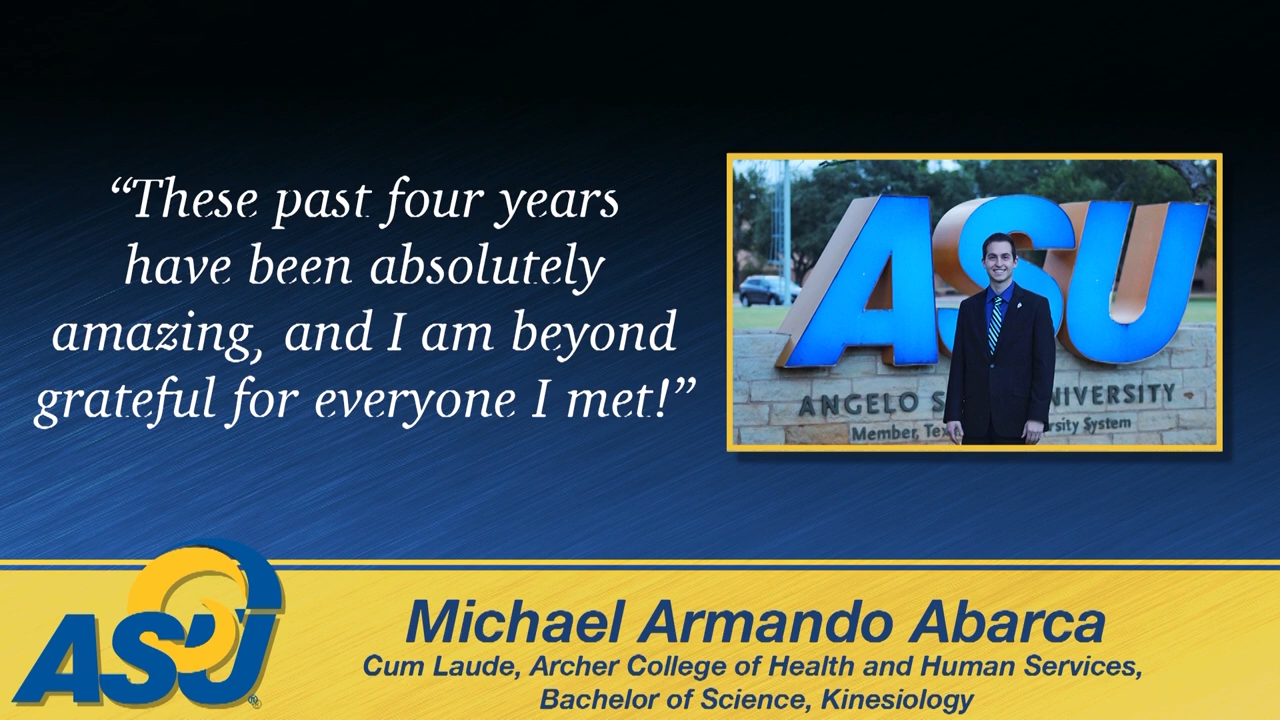 “These past four years
have been absolutely
amazing, and I am beyond
grateful for everyone I met!”
ASU
ANGELO S UNIVERSITY
Member, Tex rsity System
ASU®
Michael Armando Abarca
Cum Laude, Archer College of Health and Human Services,
Bachelor of Science, Kinesiology